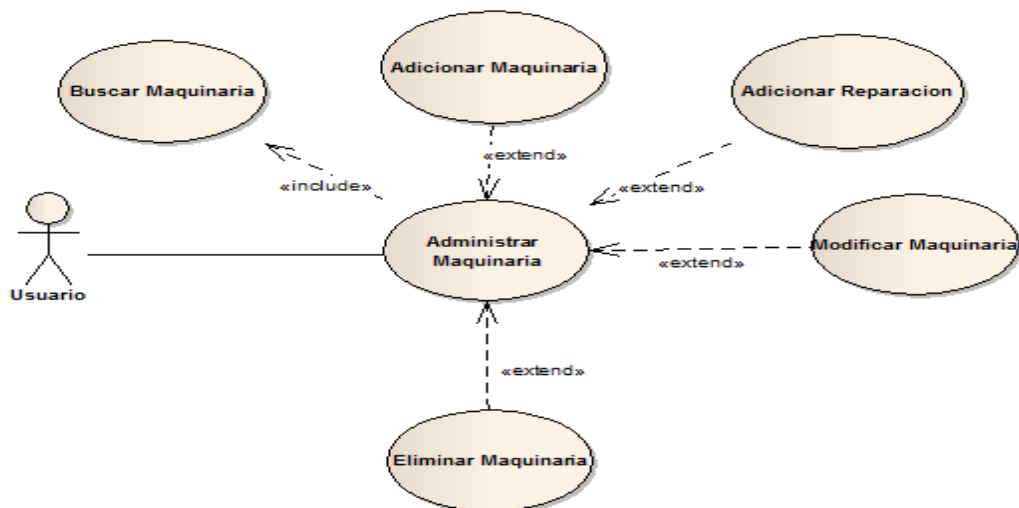 Adicionar Maquinaria
Buscar Maquinaria
Adicionar Reparacion
«extend»
«include»
«extend»
Administrar
Maquinaria
Modificar Maquinaria
«extend»
Usuario
«extend»
Eliminar Maquinaria